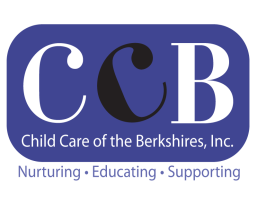 CCB
Child Care of the Berkshires, Inc.
Nurturing • Educating • Supporting